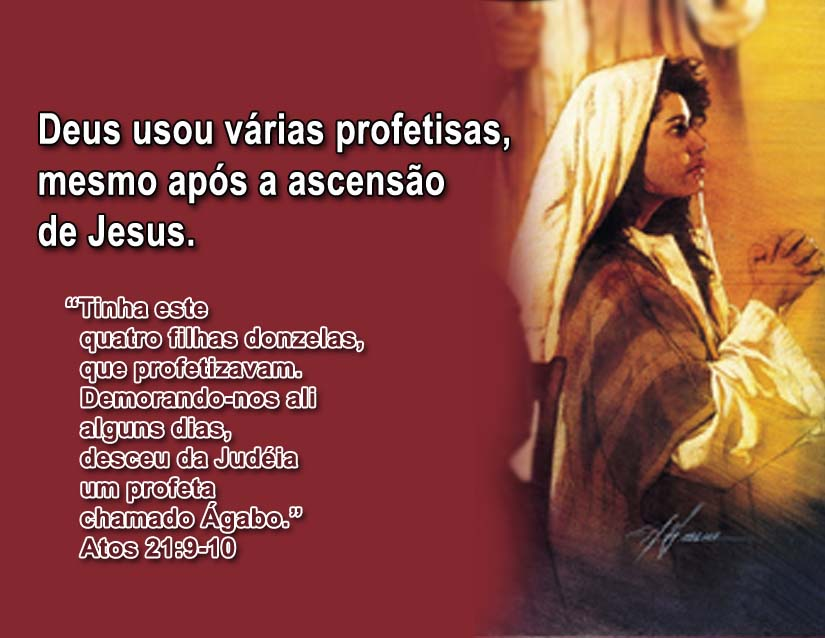 Deus usou várias profetisas,
mesmo após a ascensão
de Jesus.
“Tinha este
quatro filhas donzelas,
que profetizavam.
Demorando-nos ali
alguns dias,
desceu da Judéia
um profeta
chamado Ágabo.”
Atos 21:9-10